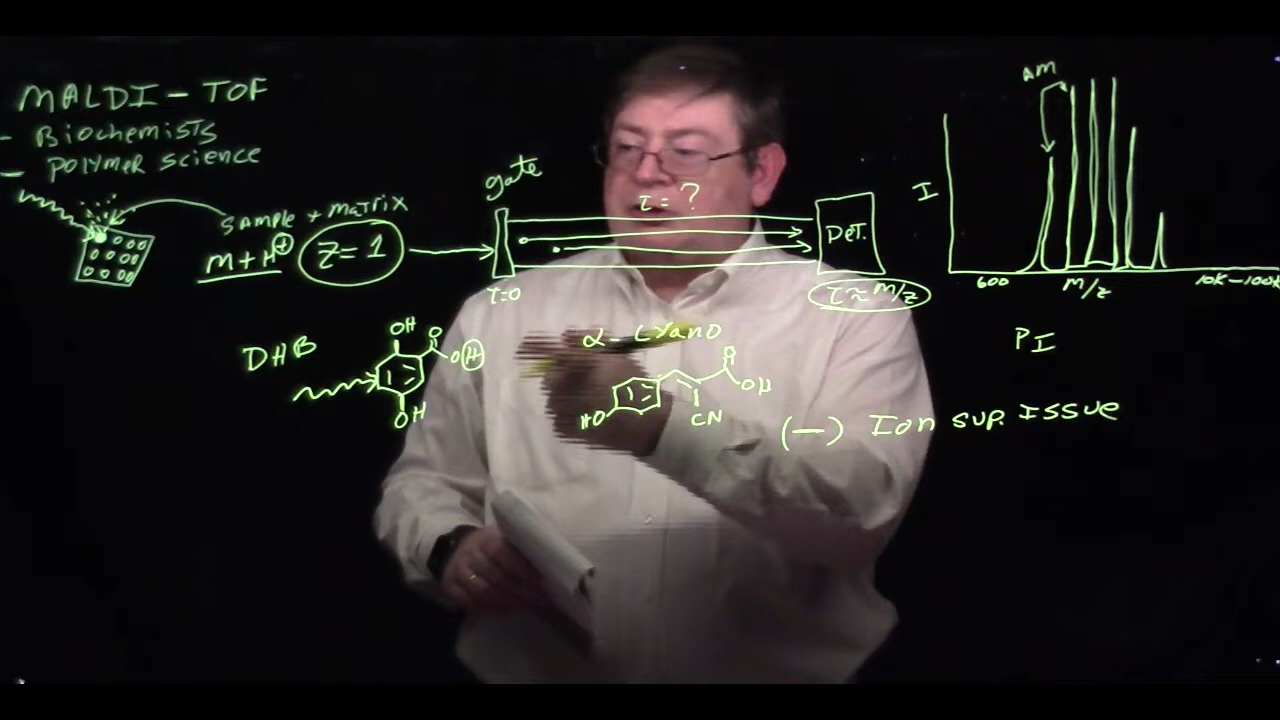 MALDI - TOF
- Biochemists
- Polymer science
sample + matrix
M+H⊕
Z=1
gate
τ=0
τ = ?
DET.
τ ≈ M/Z
ΔM
I
600
M/Z
10K-100K
DHB
OH
O
OH
OH
α-cyano
O
OH
HO
CN
PI
(-) Ion sup. Issue